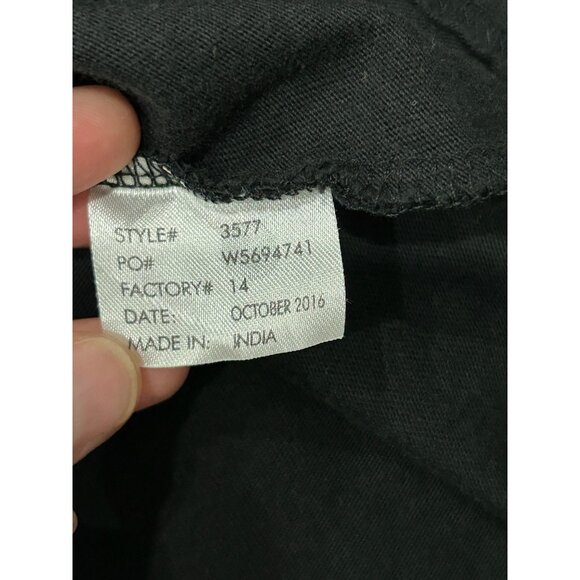 STYLE# 3577
PO# W5694741
FACTORY# 14
DATE: OCTOBER 2016
MADE IN: INDIA